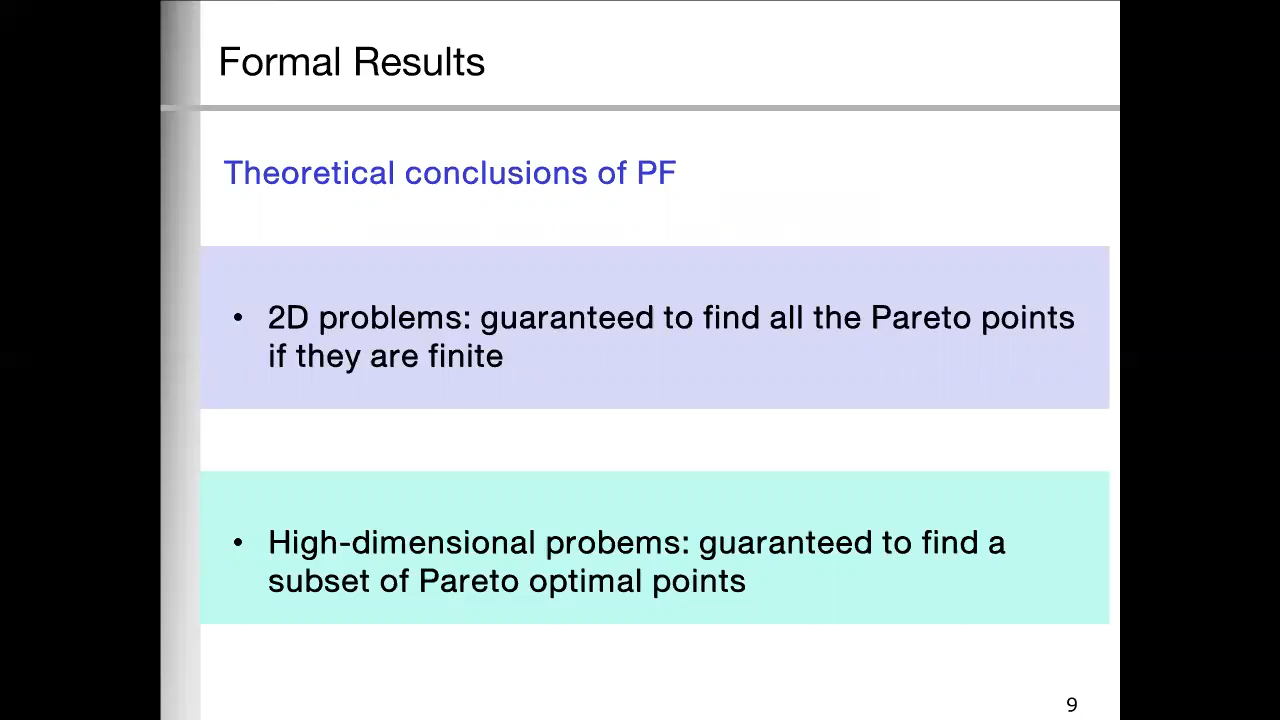 Formal Results
Theoretical conclusions of PF
• 2D problems: guaranteed to find all the Pareto points
if they are finite
• High-dimensional probems: guaranteed to find a
subset of Pareto optimal points
9